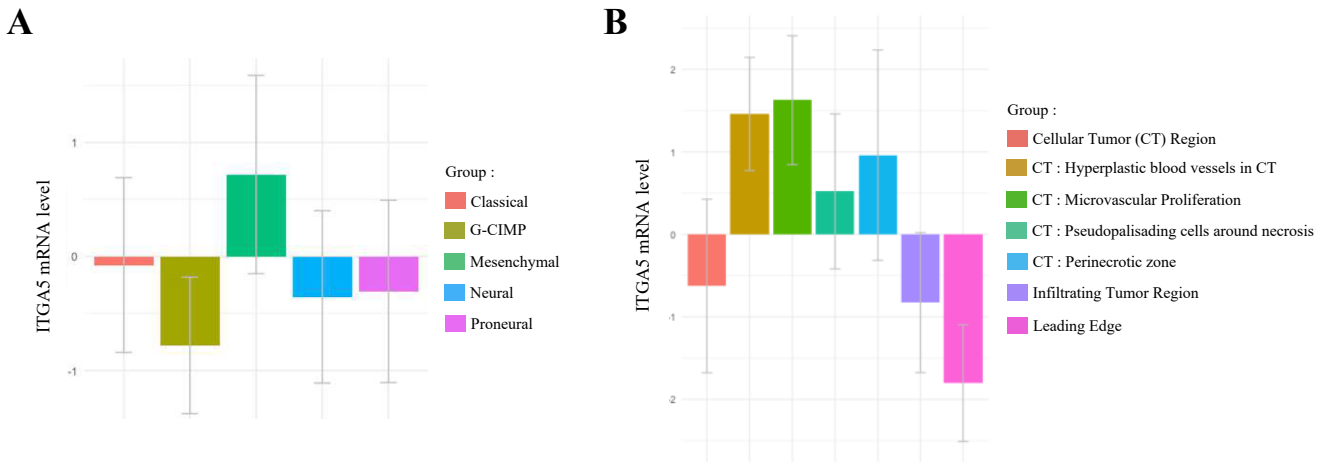 A
ITGA5 mRNA level
1
0
-1
Group :
Classical
G-CIMP
Mesenchymal
Neural
Proneural
B
ITGA5 mRNA level
2
1
0
-1
-2
Group :
Cellular Tumor (CT) Region
CT : Hyperplastic blood vessels in CT
CT : Microvascular Proliferation
CT : Pseudopalisading cells around necrosis
CT : Perinecrotic zone
Infiltrating Tumor Region
Leading Edge